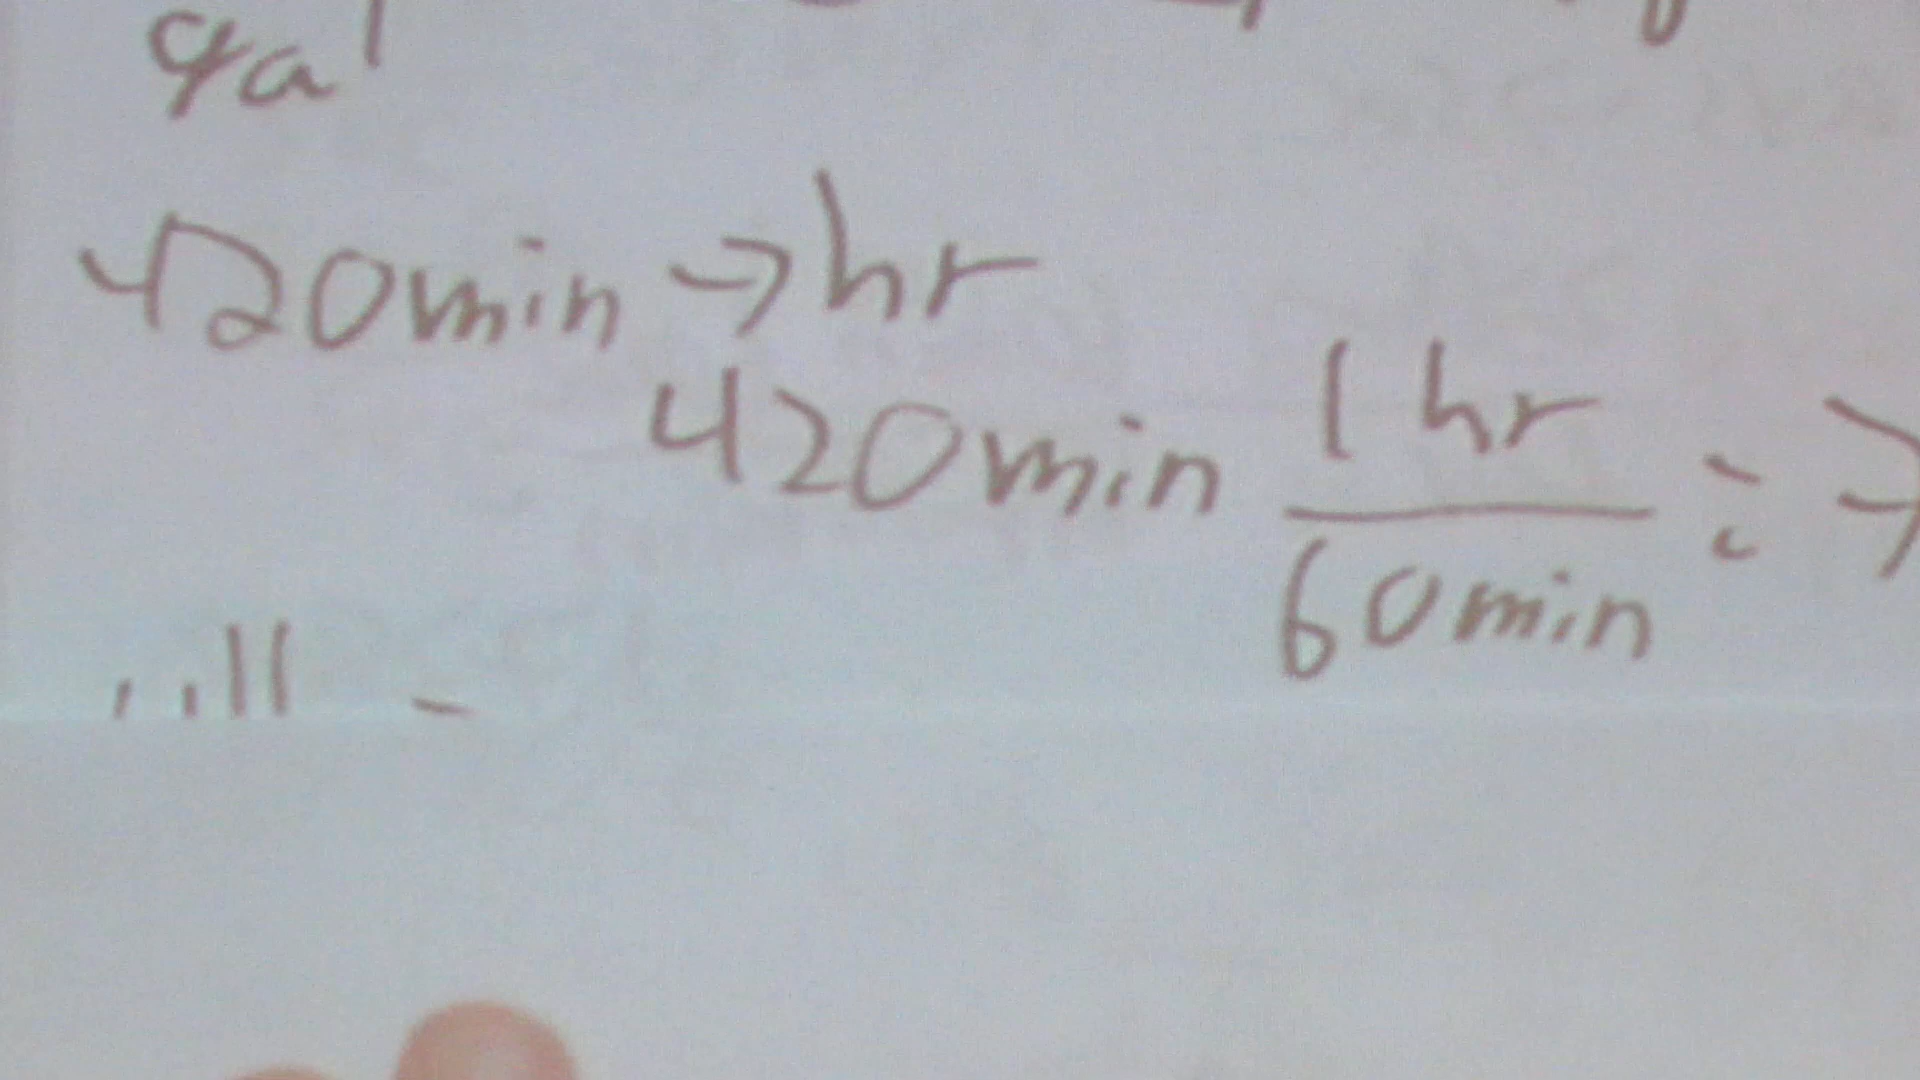 gal
420min → hr
420min 1 hr = 7
60min